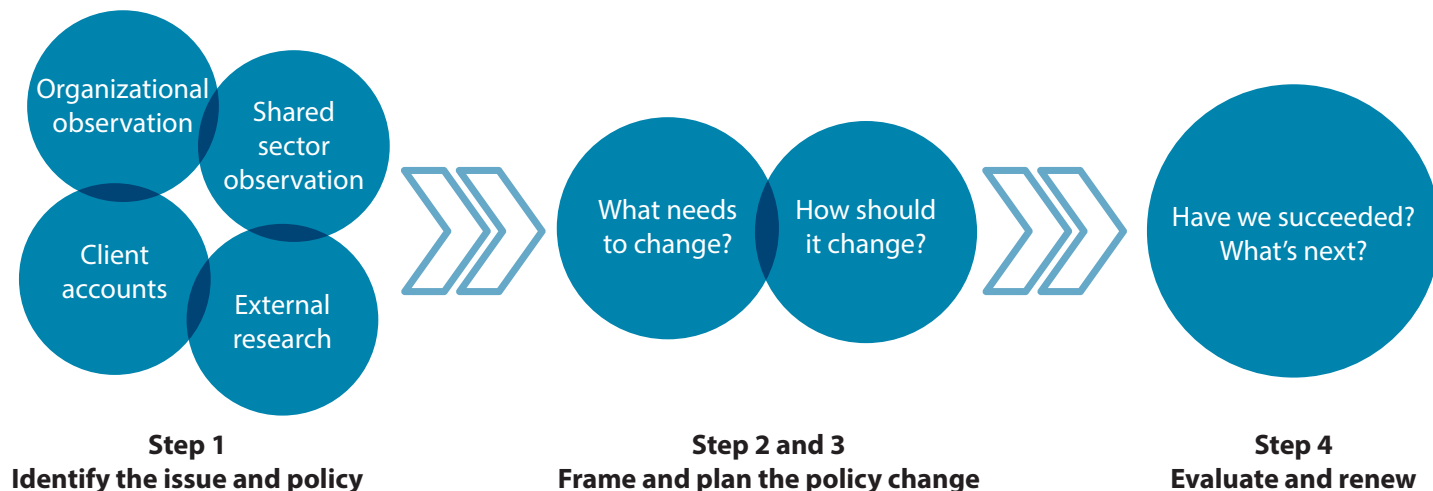 Organizational
observation
Shared
sector
observation
Client
accounts
External
research
What needs
to change?
How should
it change?
Have we succeeded?
What’s next?
Step 1
Identify the issue and policy
Step 2 and 3
Frame and plan the policy change
Step 4
Evaluate and renew